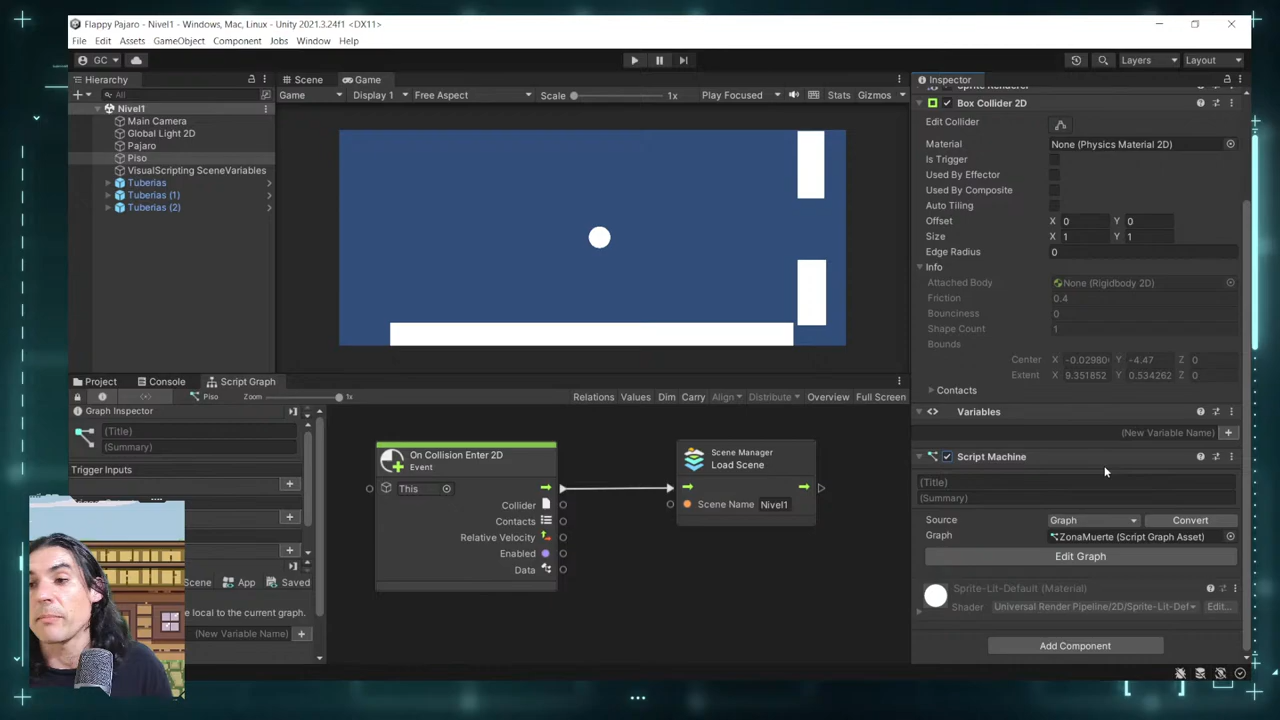 Flappy Pajaro - Nivel1 - Windows, Mac, Linux - Unity 2021.3.24f1 <DX11>
File Edit Assets GameObject Component Jobs Window Help
GC Layers Layout
Hierarchy
All
Nivel1
Main Camera
Global Light 2D
Pajaro
Piso
VisualScripting SceneVariables
Tuberias
Tuberias (1)
Tuberias (2)
Scene Game
Game Display 1 Free Aspect Scale 1x Play Focused Stats Gizmos
Project Console Script Graph
Piso Zoom 1x Relations Values Dim Carry Align Distribute Overview Full Screen
Graph Inspector
(Title)
(Summary)
Trigger Inputs
Scene App Saved
e local to the current graph.
(New Variable Name)
On Collision Enter 2D
Event
This
Collider
Contacts
Relative Velocity
Enabled
Data
Scene Manager
Load Scene
Scene Name Nivel1
Inspector
Sprite Renderer
Box Collider 2D
Edit Collider
Material None (Physics Material 2D)
Is Trigger
Used By Effector
Used By Composite
Auto Tiling
Offset X 0 Y 0
Size X 1 Y 1
Edge Radius 0
Info
Attached Body None (Rigidbody 2D)
Friction 0.4
Bounciness 0
Shape Count 1
Bounds
Center X -0.02980 Y -4.47 Z 0
Extent X 9.351852 Y 0.534262 Z 0
Contacts
Variables
(New Variable Name)
Script Machine
(Title)
(Summary)
Source Graph Convert
Graph ZonaMuerte (Script Graph Asset)
Edit Graph
Sprite-Lit-Default (Material)
Shader Universal Render Pipeline/2D/Sprite-Lit-Def Edit...
Add Component